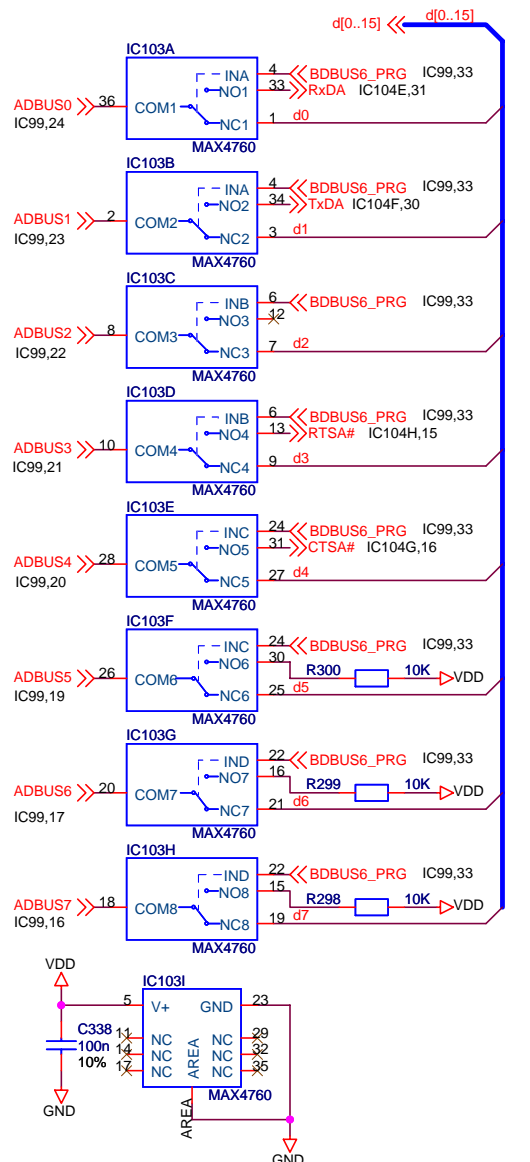 d[0..15] d[0..15]
IC103A
INA 4 BDBUS6_PRG IC99,33
NO1 33 RxDA IC104E,31
ADBUS0 36 COM1
IC99,24
NC1 1 d0
MAX4760
IC103B
INA 4 BDBUS6_PRG IC99,33
NO2 34 TxDA IC104F,30
ADBUS1 2 COM2
IC99,23
NC2 3 d1
MAX4760
IC103C
INB 6 BDBUS6_PRG IC99,33
NO3 12
ADBUS2 8 COM3
IC99,22
NC3 7 d2
MAX4760
IC103D
INB 6 BDBUS6_PRG IC99,33
NO4 13 RTSA# IC104H,15
ADBUS3 10 COM4
IC99,21
NC4 9 d3
MAX4760
IC103E
INC 24 BDBUS6_PRG IC99,33
NO5 31 CTSA# IC104G,16
ADBUS4 28 COM5
IC99,20
NC5 27 d4
MAX4760
IC103F
INC 24 BDBUS6_PRG IC99,33
NO6 30 R300 10K VDD
ADBUS5 26 COM6
IC99,19
NC6 25 d5
MAX4760
IC103G
IND 22 BDBUS6_PRG IC99,33
NO7 16 R299 10K VDD
ADBUS6 20 COM7
IC99,17
NC7 21 d6
MAX4760
IC103H
IND 22 BDBUS6_PRG IC99,33
NO8 15 R298 10K VDD
ADBUS7 18 COM8
IC99,16
NC8 19 d7
MAX4760
VDD
IC103I
5 V+ GND 23
C338 11 NC 29
100n 14 NC 32
10% 17 NC 35
AREA
MAX4760
GND
AREA
GND